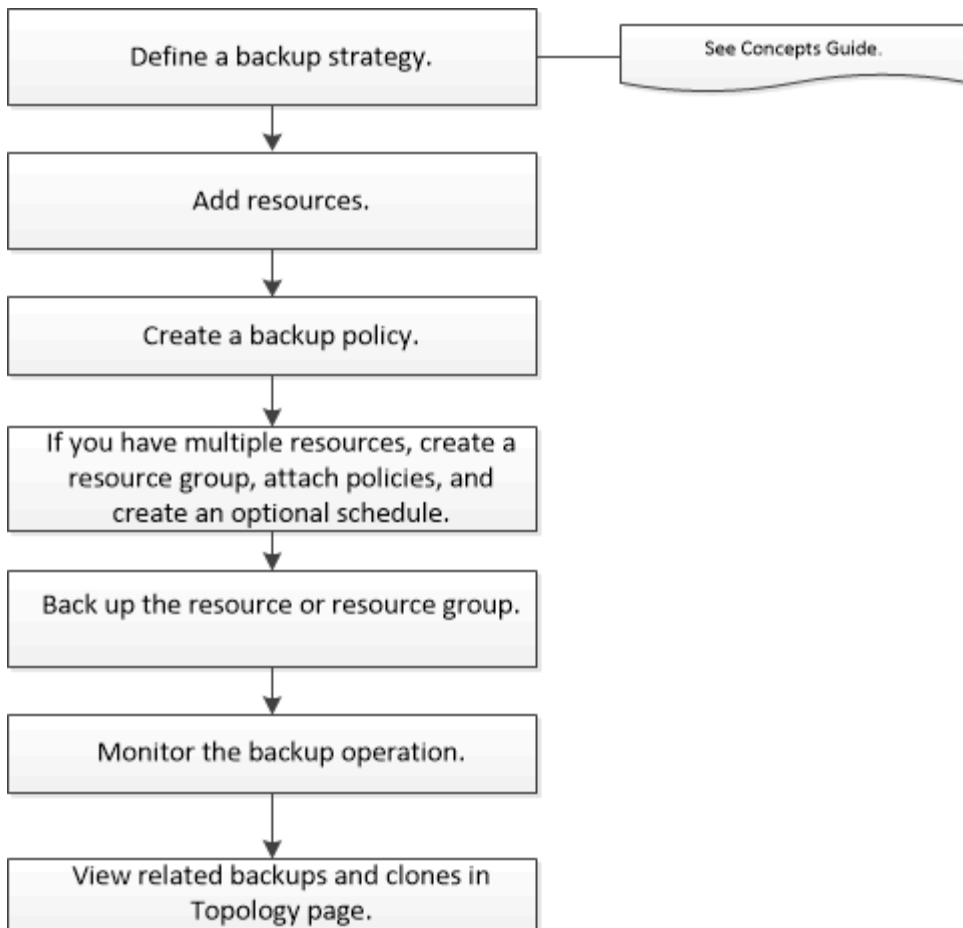 Define a backup strategy.
See Concepts Guide.
Add resources.
Create a backup policy.
If you have multiple resources, create a
resource group, attach policies, and
create an optional schedule.
Back up the resource or resource group.
Monitor the backup operation.
View related backups and clones in
Topology page.